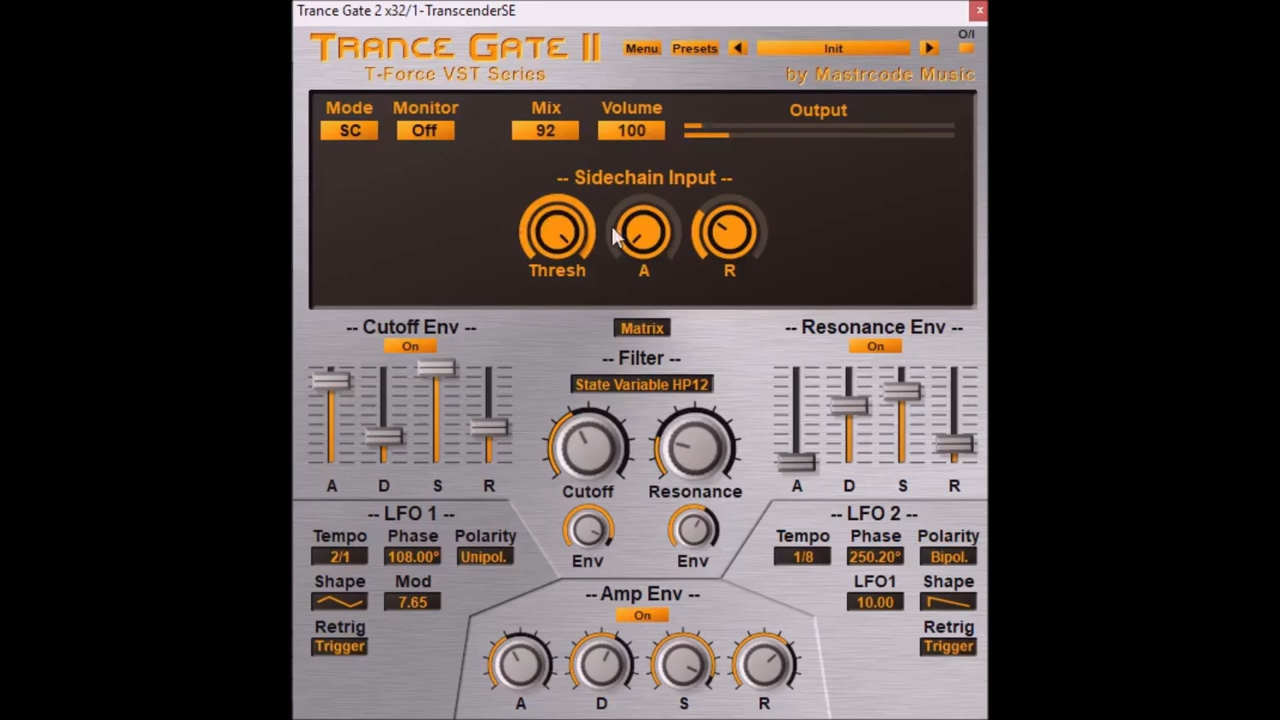 Trance Gate 2 x32/1-TranscenderSE
x
TRANCE GATE II
Menu Presets Init O/I
T-Force VST Series by Mastrcode Music
Mode Monitor Mix Volume Output
SC Off 92 100
-- Sidechain Input --
Thresh A R
-- Cutoff Env -- Matrix -- Resonance Env --
On On
-- Filter --
State Variable HP12
A D S R Cutoff Resonance A D S R
-- LFO 1 -- -- LFO 2 --
Tempo Phase Polarity Tempo Phase Polarity
2/1 108.00° Unipol. Env Env 1/8 250.20° Bipol.
Shape Mod LFO1 Shape
7.65 -- Amp Env -- 10.00
On
Retrig Retrig
Trigger Trigger
A D S R